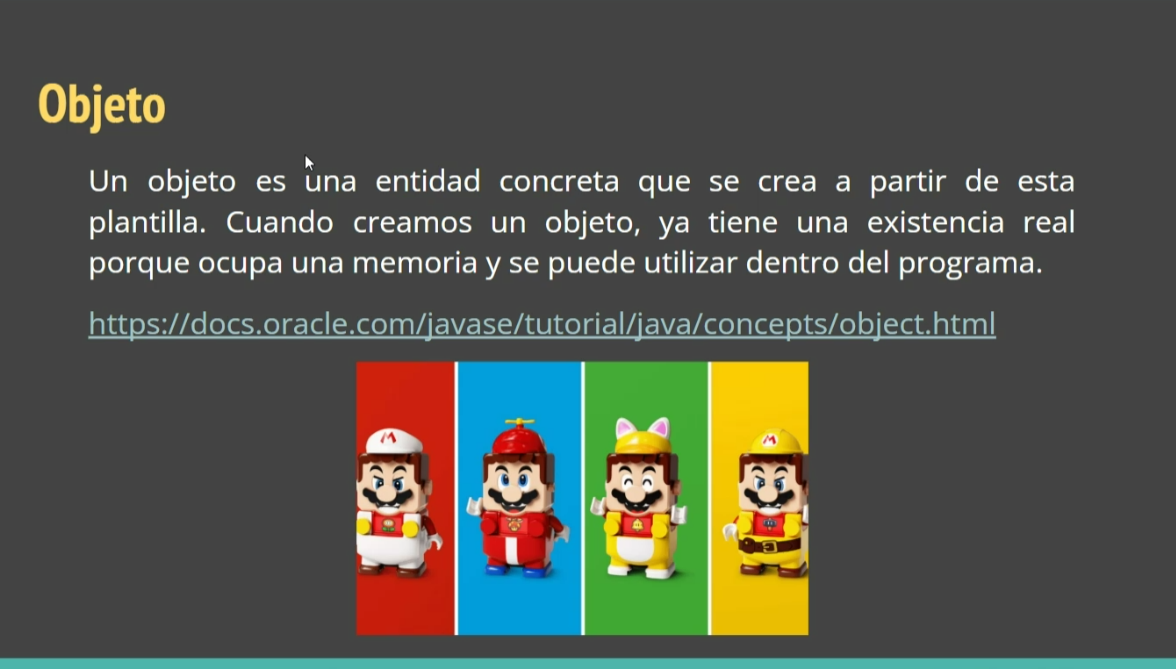 Objeto
Un objeto es una entidad concreta que se crea a partir de esta
plantilla. Cuando creamos un objeto, ya tiene una existencia real
porque ocupa una memoria y se puede utilizar dentro del programa.
https://docs.oracle.com/javase/tutorial/java/concepts/object.html
M
M